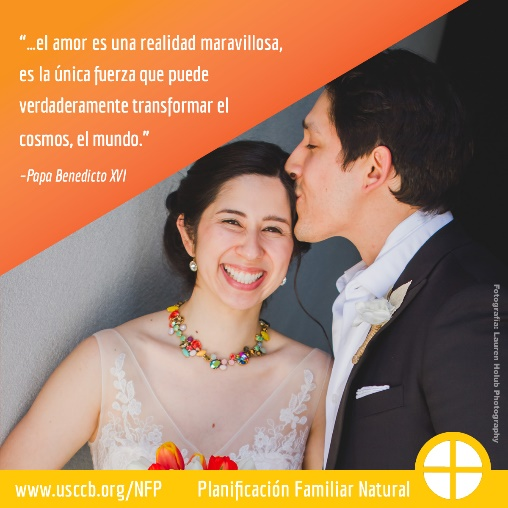 “...el amor es una realidad maravillosa,
es la única fuerza que puede
verdaderamente transformar el
cosmos, el mundo.”
-Papa Benedicto XVI
Fotografía: Lauren Holub Photography
www.usccb.org/NFP Planificación Familiar Natural